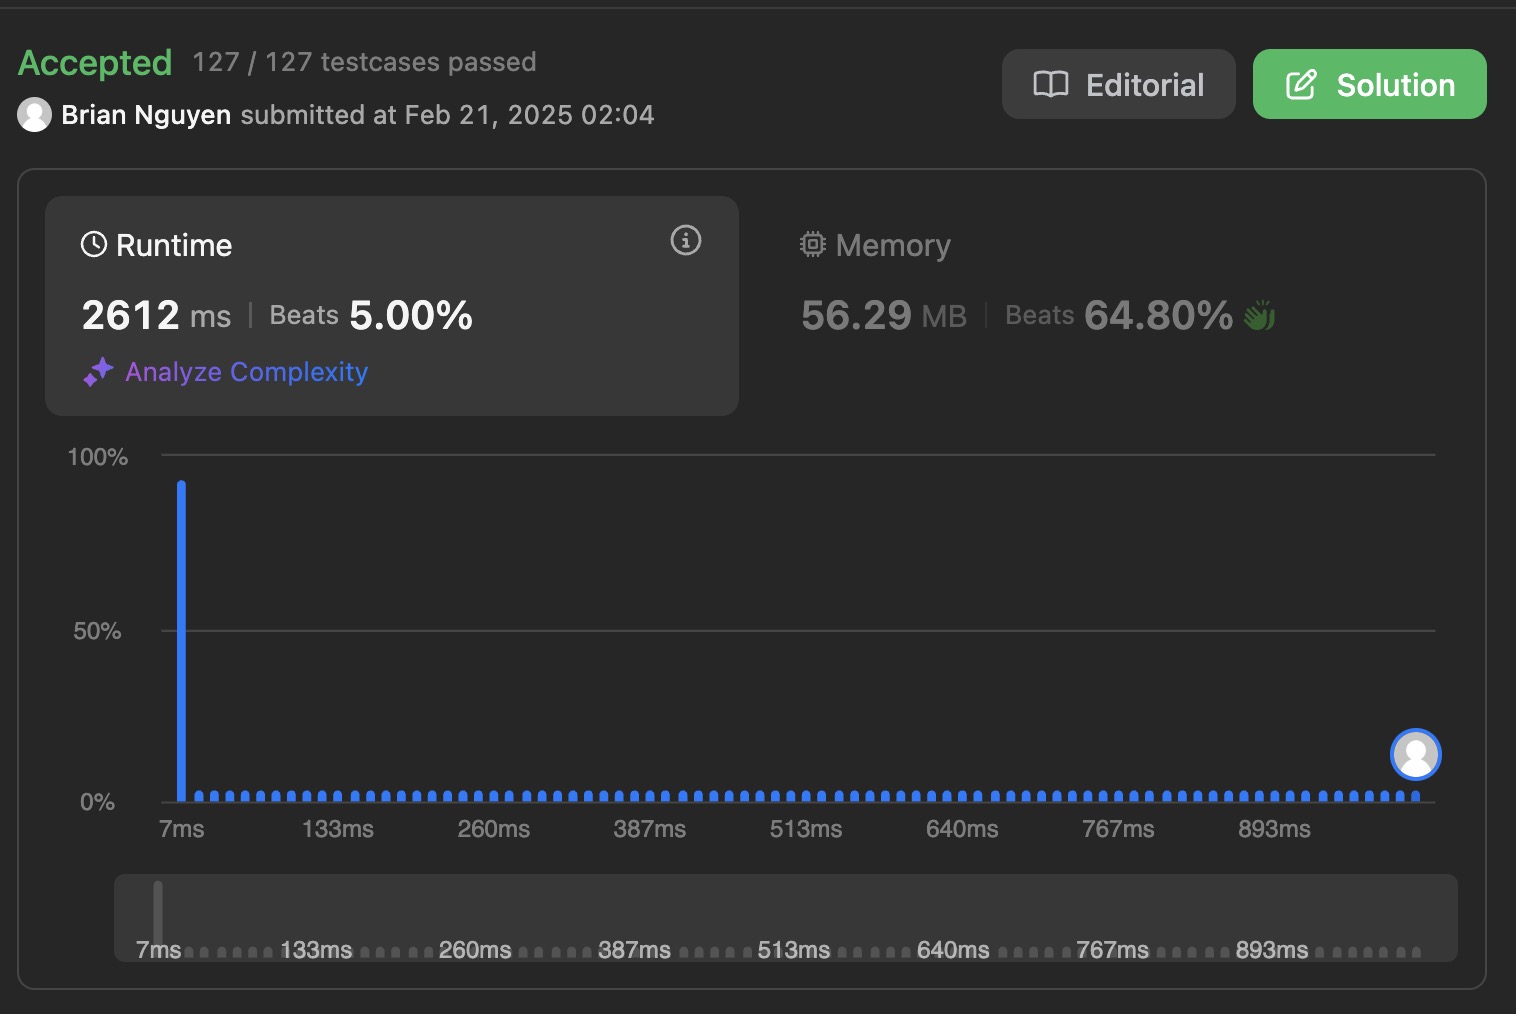 Accepted 127 / 127 testcases passed
Brian Nguyen submitted at Feb 21, 2025 02:04
Editorial
Solution
Runtime
2612 ms | Beats 5.00%
Analyze Complexity
Memory
56.29 MB | Beats 64.80%
100%
50%
0%
7ms 133ms 260ms 387ms 513ms 640ms 767ms 893ms
7ms 133ms 260ms 387ms 513ms 640ms 767ms 893ms